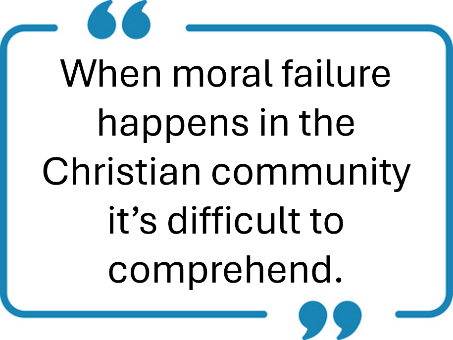 When moral failure
happens in the
Christian community
it’s difficult to
comprehend.